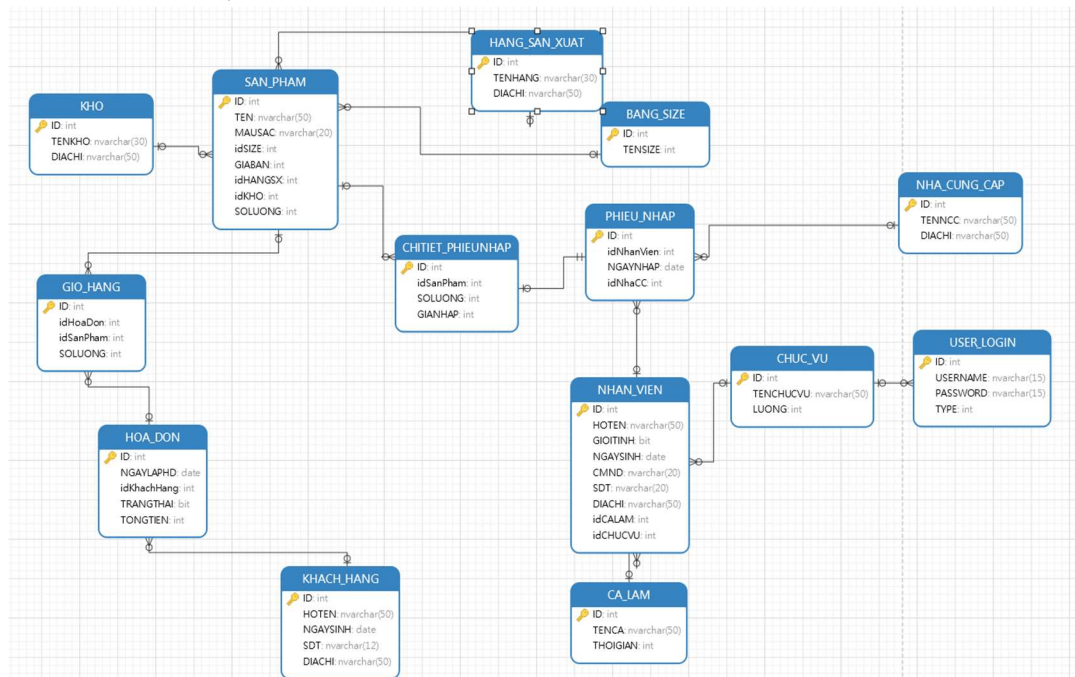 HANG_SAN_XUAT
ID: int
TENHANG: nvarchar(30)
DIACHI: nvarchar(50)
SAN_PHAM
ID: int
TEN: nvarchar(50)
MAUSAC: nvarchar(20)
idSIZE: int
GIABAN: int
idHANGSX: int
idKHO: int
SOLUONG: int
KHO
ID: int
TENKHO: nvarchar(30)
DIACHI: nvarchar(50)
BANG_SIZE
ID: int
TENSIZE: int
NHA_CUNG_CAP
ID: int
TENNCC: nvarchar(50)
DIACHI: nvarchar(50)
PHIEU_NHAP
ID: int
idNhanVien: int
NGAYNHAP: date
idNhaCC: int
CHITIET_PHIEUNHAP
ID: int
idSanPham: int
SOLUONG: int
GIANHAP: int
GIO_HANG
ID: int
idHoaDon: int
idSanPham: int
SOLUONG: int
USER_LOGIN
ID: int
USERNAME: nvarchar(15)
PASSWORD: nvarchar(15)
TYPE: int
CHUC_VU
ID: int
TENCHUCVU: nvarchar(50)
LUONG: int
NHAN_VIEN
ID: int
HOTEN: nvarchar(50)
GIOITINH: bit
NGAYSINH: date
CMND: nvarchar(20)
SDT: nvarchar(20)
DIACHI: nvarchar(50)
idCALAM: int
idCHUCVU: int
HOA_DON
ID: int
NGAYLAPHD: date
idKhachHang: int
TRANGTHAI: bit
TONGTIEN: int
KHACH_HANG
ID: int
HOTEN: nvarchar(50)
NGAYSINH: date
SDT: nvarchar(12)
DIACHI: nvarchar(50)
CA_LAM
ID: int
TENCA: nvarchar(50)
THOIGIAN: int